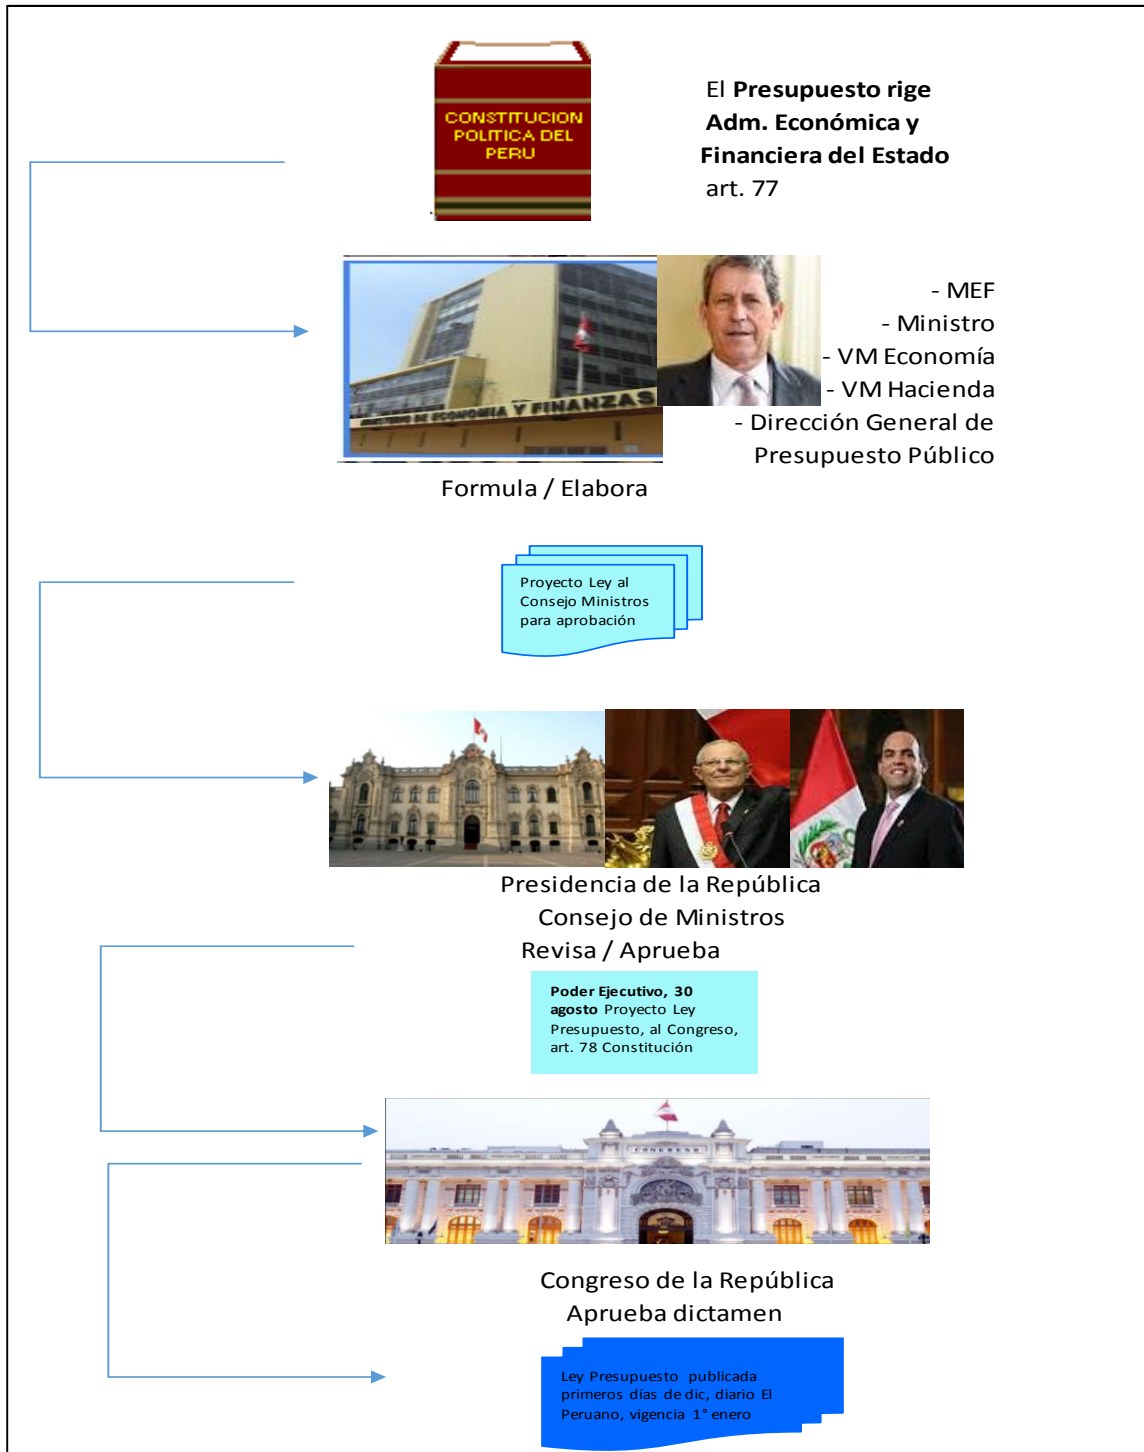 CONSTITUCION
POLITICA DEL
PERU
El Presupuesto rige
Adm. Económica y
Financiera del Estado
art. 77
MINISTERIO DE ECONOMIA Y FINANZAS
- MEF
- Ministro
- VM Economía
- VM Hacienda
- Dirección General de
Presupuesto Público
Formula / Elabora
Proyecto Ley al
Consejo Ministros
para aprobación
Presidencia de la República
Consejo de Ministros
Revisa / Aprueba
Poder Ejecutivo, 30
agosto Proyecto Ley
Presupuesto, al Congreso,
art. 78 Constitución
CONGRESO
Congreso de la República
Aprueba dictamen
Ley Presupuesto publicada
primeros días de dic, diario El
Peruano, vigencia 1° enero